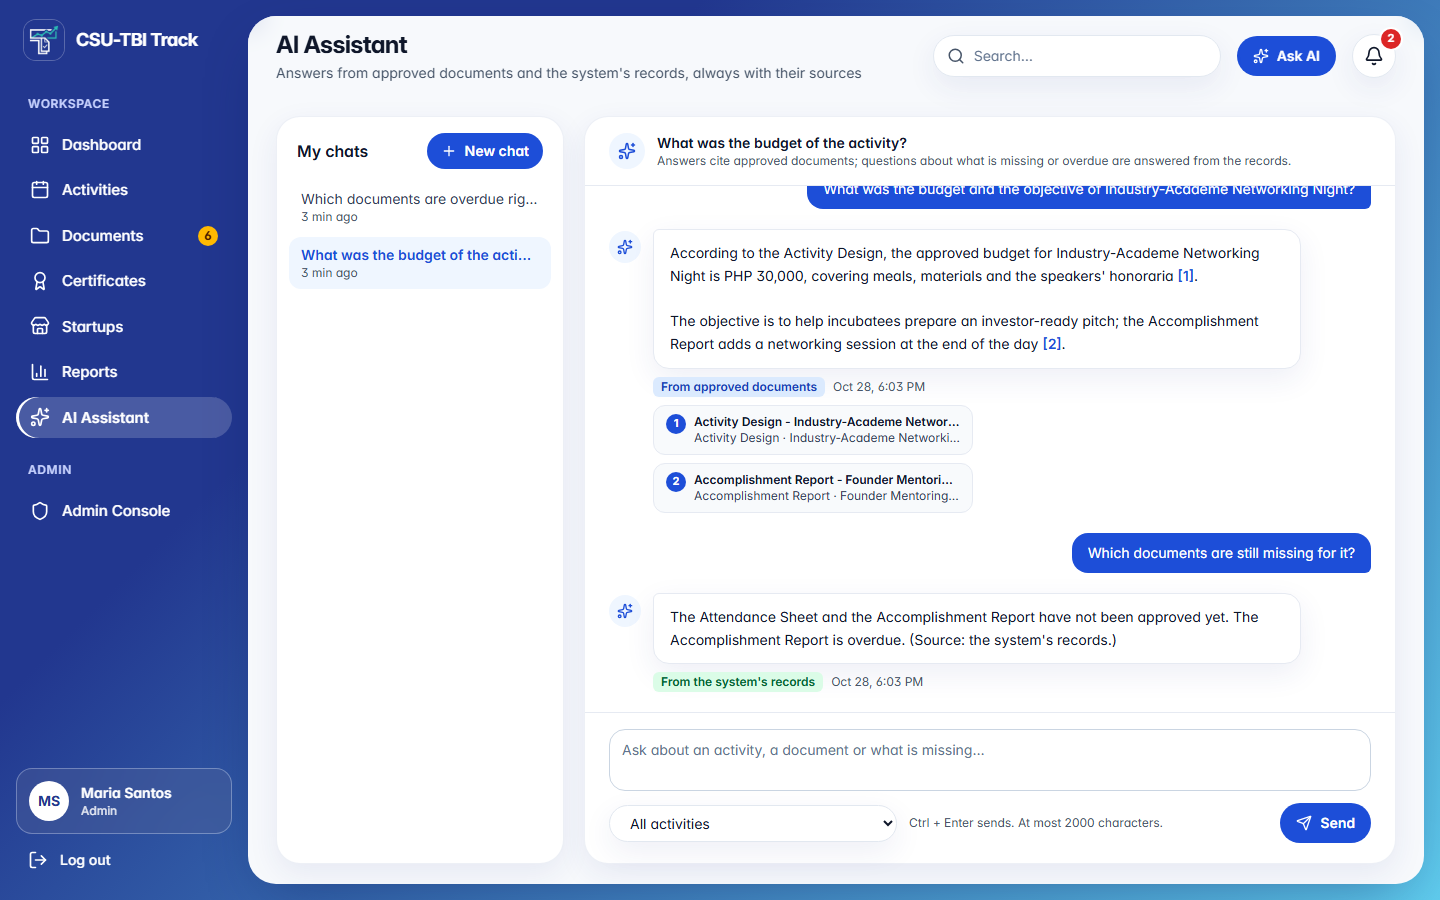 CSU-TBI Track
WORKSPACE
Dashboard
Activities
Documents
6
Certificates
Startups
Reports
AI Assistant
ADMIN
Admin Console
MS
Maria Santos
Admin
Log out
AI Assistant
Answers from approved documents and the system's records, always with their sources
Search...
Ask AI
2
My chats
New chat
Which documents are overdue rig...
3 min ago
What was the budget of the acti...
3 min ago
What was the budget of the activity?
Answers cite approved documents; questions about what is missing or overdue are answered from the records.
What was the budget and the objective of Industry-Academe Networking Night?
According to the Activity Design, the approved budget for Industry-Academe Networking
Night is PHP 30,000, covering meals, materials and the speakers' honoraria [1].
The objective is to help incubatees prepare an investor-ready pitch; the Accomplishment
Report adds a networking session at the end of the day [2].
From approved documents
Oct 28, 6:03 PM
1
Activity Design - Industry-Academe Networ...
Activity Design · Industry-Academe Networki...
2
Accomplishment Report - Founder Mentori...
Accomplishment Report · Founder Mentoring...
Which documents are still missing for it?
The Attendance Sheet and the Accomplishment Report have not been approved yet. The
Accomplishment Report is overdue. (Source: the system's records.)
From the system's records
Oct 28, 6:03 PM
Ask about an activity, a document or what is missing...
All activities
Ctrl + Enter sends. At most 2000 characters.
Send